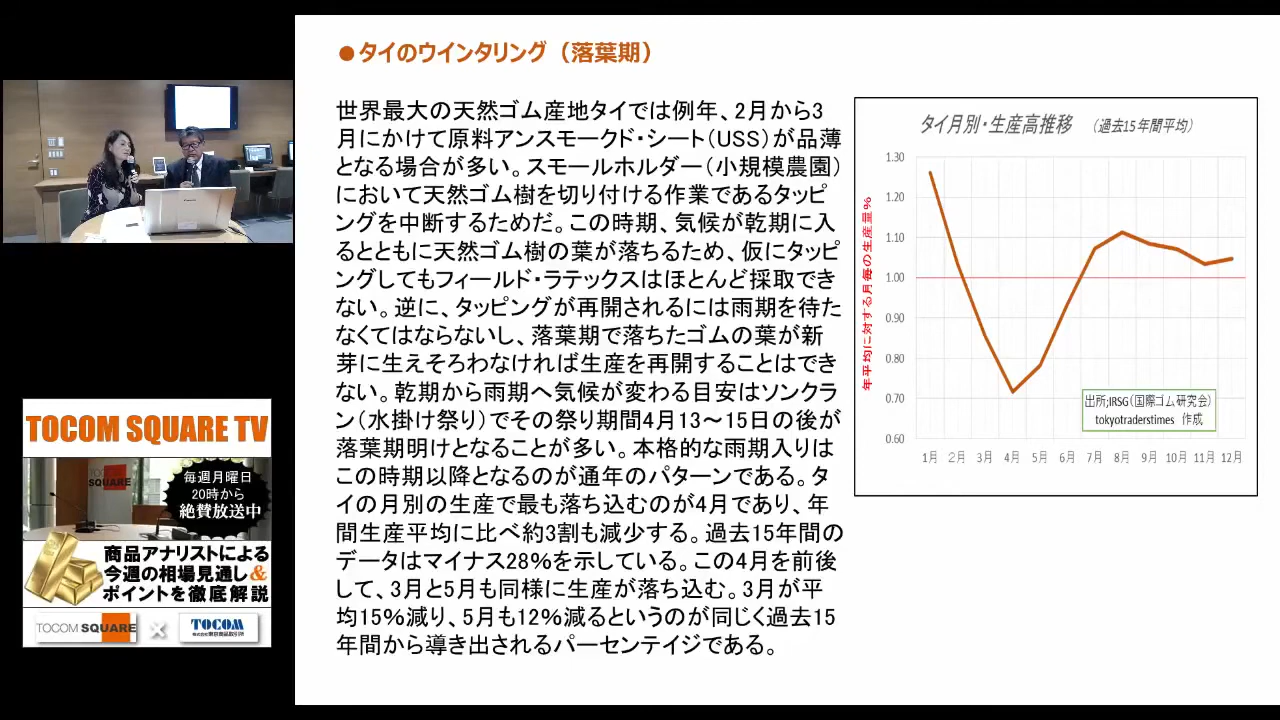 ●タイのウインタリング（落葉期）
世界最大の天然ゴム産地タイでは例年、2月から3
月にかけて原料アンスモークド・シート（USS）が品薄
となる場合が多い。スモールホルダー（小規模農園）
において天然ゴム樹を切り付ける作業であるタッピ
ングを中断するためだ。この時期、気候が乾期に入
るとともに天然ゴム樹の葉が落ちるため、仮にタッピ
ングしてもフィールド・ラテックスはほとんど採取でき
ない。逆に、タッピングが再開されるには雨期を待た
なくてはならないし、落葉期で落ちたゴムの葉が新
芽に生えそろわなければ生産を再開することはでき
ない。乾期から雨期へ気候が変わる目安はソンクラ
ン（水掛け祭り）でその祭り期間4月13～15日の後が
落葉期明けとなることが多い。本格的な雨期入りは
この時期以降となるのが通年のパターンである。タ
イの月別の生産で最も落ち込むのが4月であり、年
間生産平均に比べ約3割も減少する。過去15年間の
データはマイナス28％を示している。この4月を前後
して、3月と5月も同様に生産が落ち込む。3月が平
均15％減り、5月も12％減るというのが同じく過去15
年間から導き出されるパーセンテイジである。
タイ月別・生産高推移 （過去15年間平均）
年平均に対する月毎の生産量％
1.30
1.20
1.10
1.00
0.90
0.80
0.70
0.60
1月 2月 3月 4月 5月 6月 7月 8月 9月 10月 11月 12月
出所;IRSG（国際ゴム研究会）
tokyotraderstimes 作成
TOCOM SQUARE TV
TOCOM
SQUARE
毎週月曜日
20時から
絶賛放送中
商品アナリストによる
今週の相場見通し&
ポイントを徹底解説
TOCOM SQUARE × TOCOM
株式会社東京商品取引所